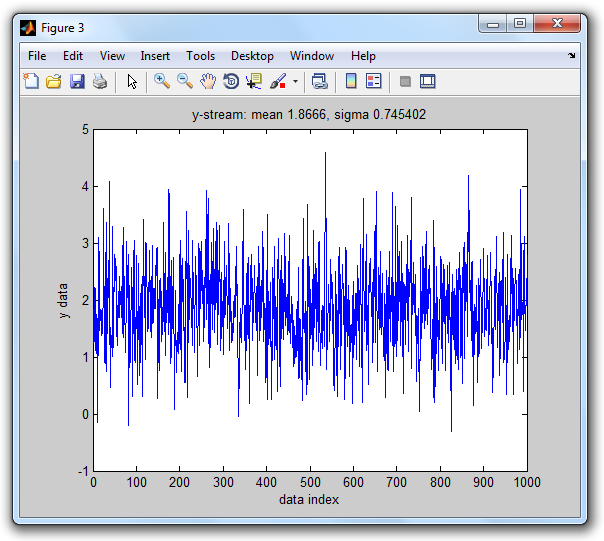 Figure 3
File Edit View Insert Tools Desktop Window Help
y-stream: mean 1.8666, sigma 0.745402
5
4
3
2
1
0
-1
y data
0 100 200 300 400 500 600 700 800 900 1000
data index